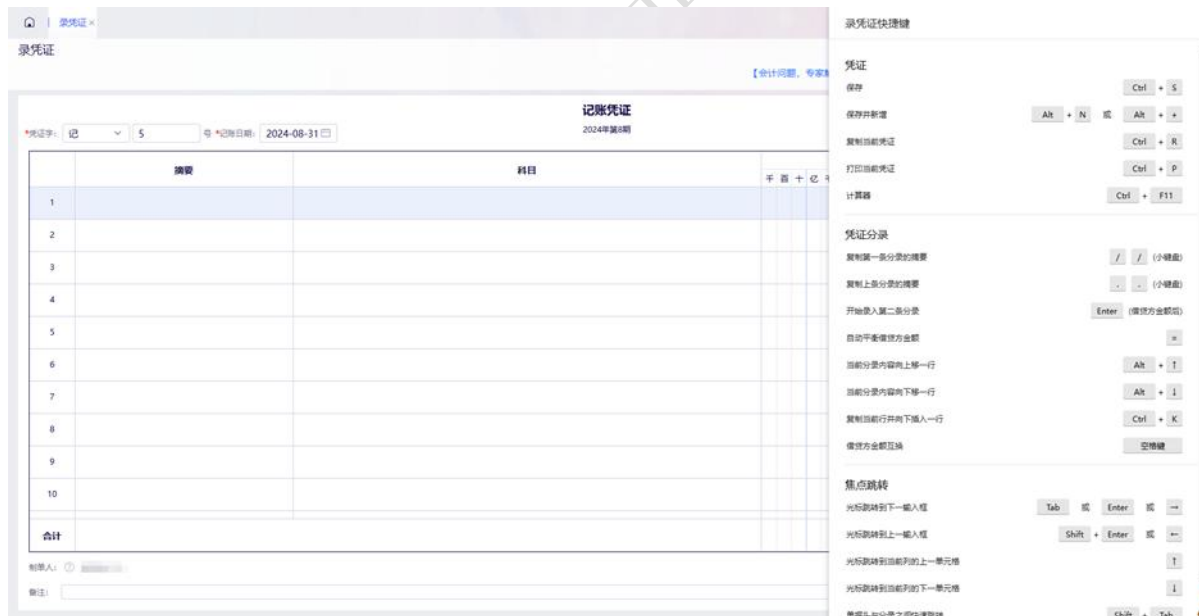 录凭证 ×
录凭证
【会计问题，专家
记账凭证
2024年第8期
*凭证字: 记 5 号 *记账日期: 2024-08-31
摘要 科目
千 百 十 亿
1
2
3
4
5
6
7
8
9
10
合计
制单人:
备注:
录凭证快捷键
凭证
保存 Ctrl + S
保存并新增 Alt + N 或 Alt + +
复制当前凭证 Ctrl + R
打印当前凭证 Ctrl + P
计算器 Ctrl + F11
凭证分录
复制第一条分录的摘要 / / (小键盘)
复制上条分录的摘要 . . (小键盘)
开始录入第二条分录 Enter (借贷方金额后)
自动平衡借贷方金额 =
当前分录内容向上移一行 Alt + ↑
当前分录内容向下移一行 Alt + ↓
复制当前行并向下插入一行 Ctrl + K
借贷方金额互换 空格键
焦点跳转
光标跳转到下一输入框 Tab 或 Enter 或 →
光标跳转到上一输入框 Shift + Enter 或 ←
光标跳转到当前列的上一单元格 ↑
光标跳转到当前列的下一单元格 ↓
Shift + Tab